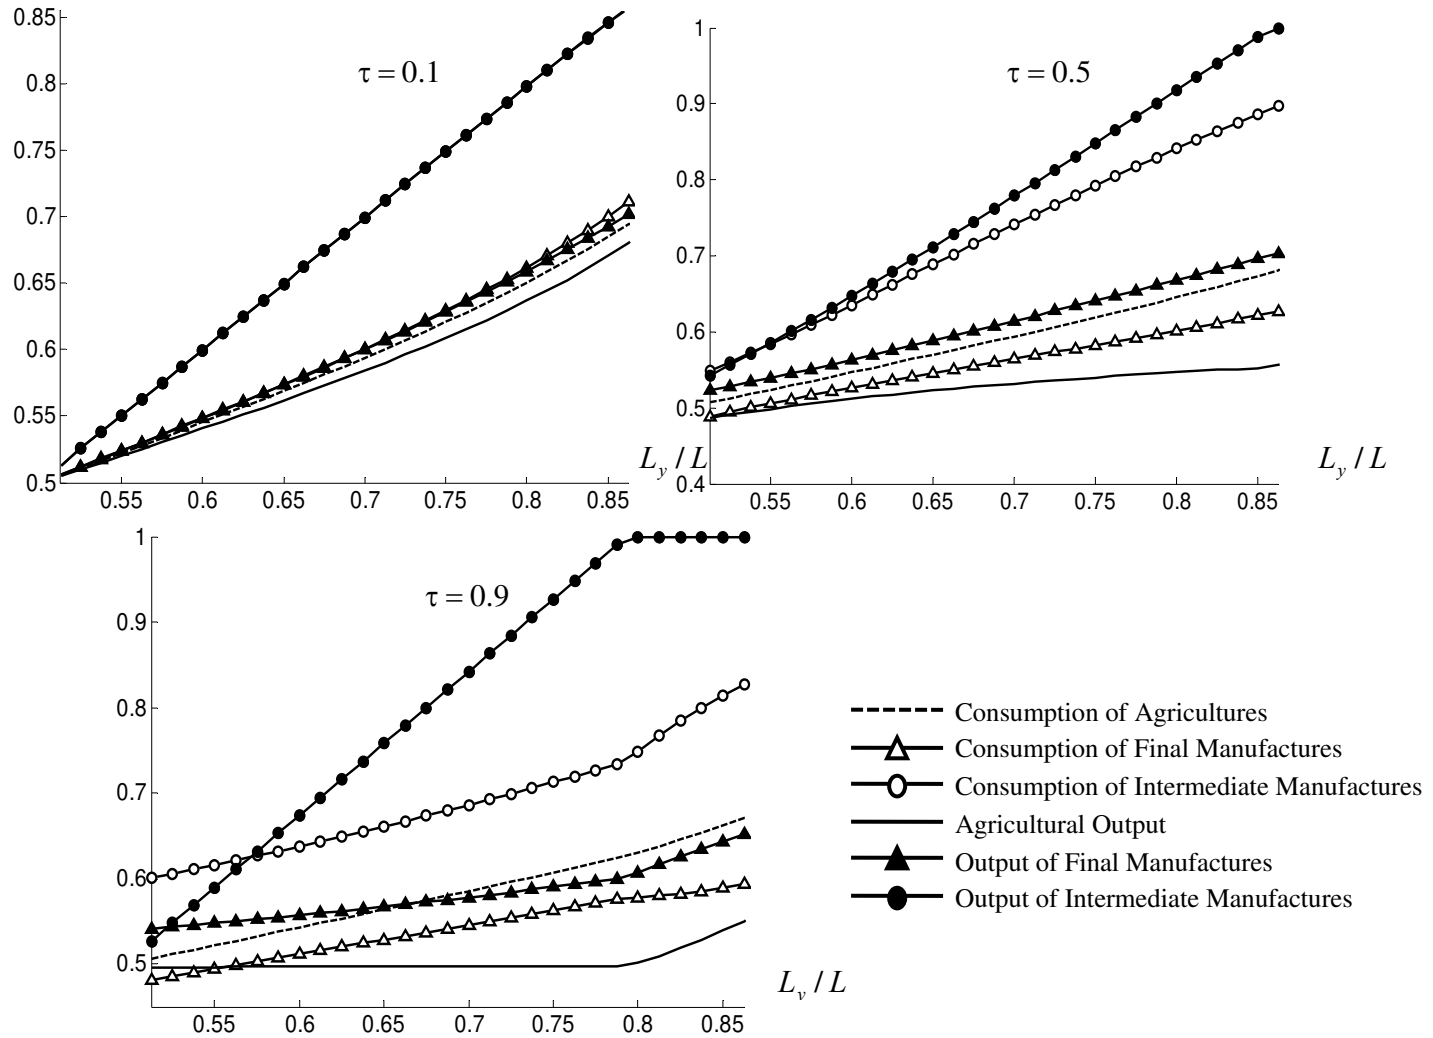 τ = 0.1
0.85
0.8
0.75
0.7
0.65
0.6
0.55
0.5
0.55 0.6 0.65 0.7 0.75 0.8 0.85
L_y / L
τ = 0.5
1
0.9
0.8
0.7
0.6
0.5
0.4
0.55 0.6 0.65 0.7 0.75 0.8 0.85
L_y / L
τ = 0.9
1
0.9
0.8
0.7
0.6
0.5
0.55 0.6 0.65 0.7 0.75 0.8 0.85
L_y / L
Consumption of Agricultures
Consumption of Final Manufactures
Consumption of Intermediate Manufactures
Agricultural Output
Output of Final Manufactures
Output of Intermediate Manufactures